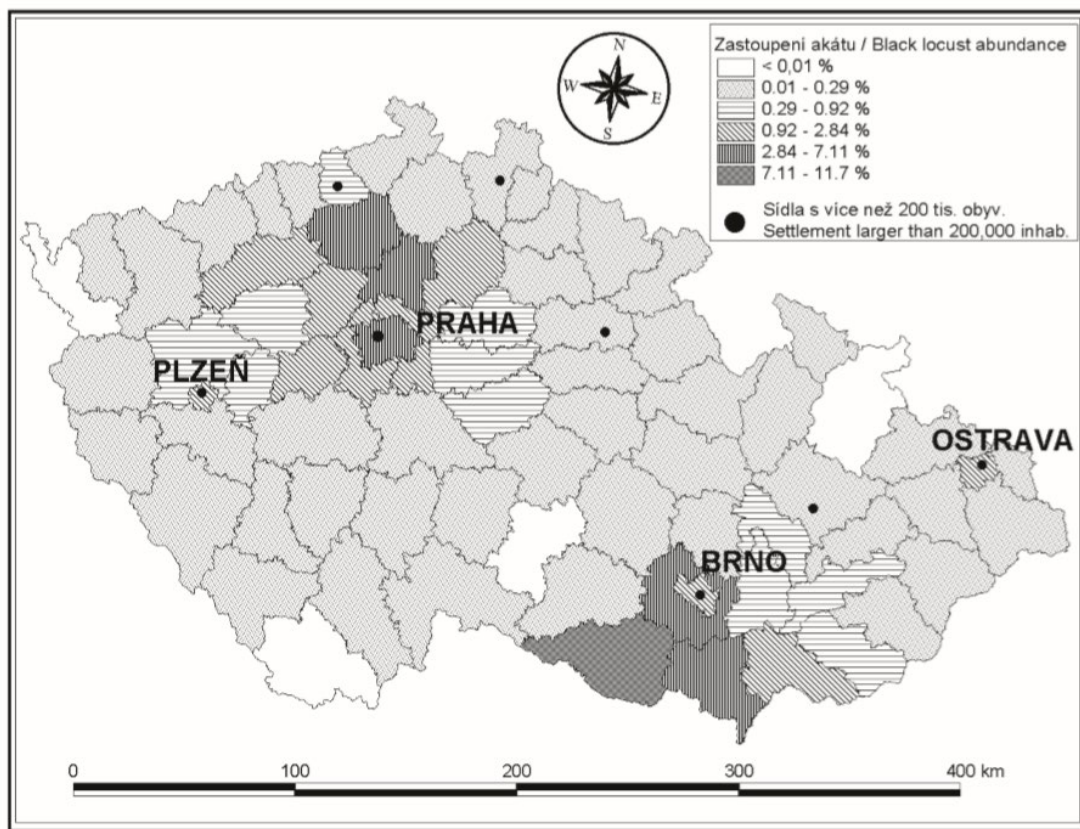 N
W
E
S
Zastoupení akátu / Black locust abundance
< 0,01 %
0.01 - 0.29 %
0.29 - 0.92 %
0.92 - 2.84 %
2.84 - 7.11 %
7.11 - 11.7 %
Sídla s více než 200 tis. obyv.
Settlement larger than 200,000 inhab.
PRAHA
PLZEŇ
OSTRAVA
BRNO
0 100 200 300 400 km